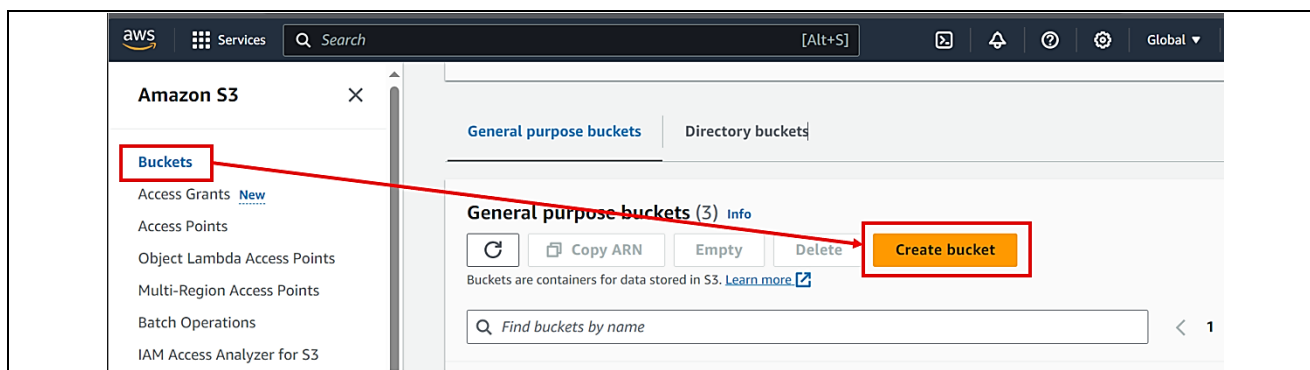 aws
Services
Search
[Alt+S]
Global
Amazon S3
Buckets
Access Grants New
Access Points
Object Lambda Access Points
Multi-Region Access Points
Batch Operations
IAM Access Analyzer for S3
General purpose buckets
Directory buckets
General purpose buckets (3) Info
Copy ARN
Empty
Delete
Create bucket
Buckets are containers for data stored in S3. Learn more
Find buckets by name
1